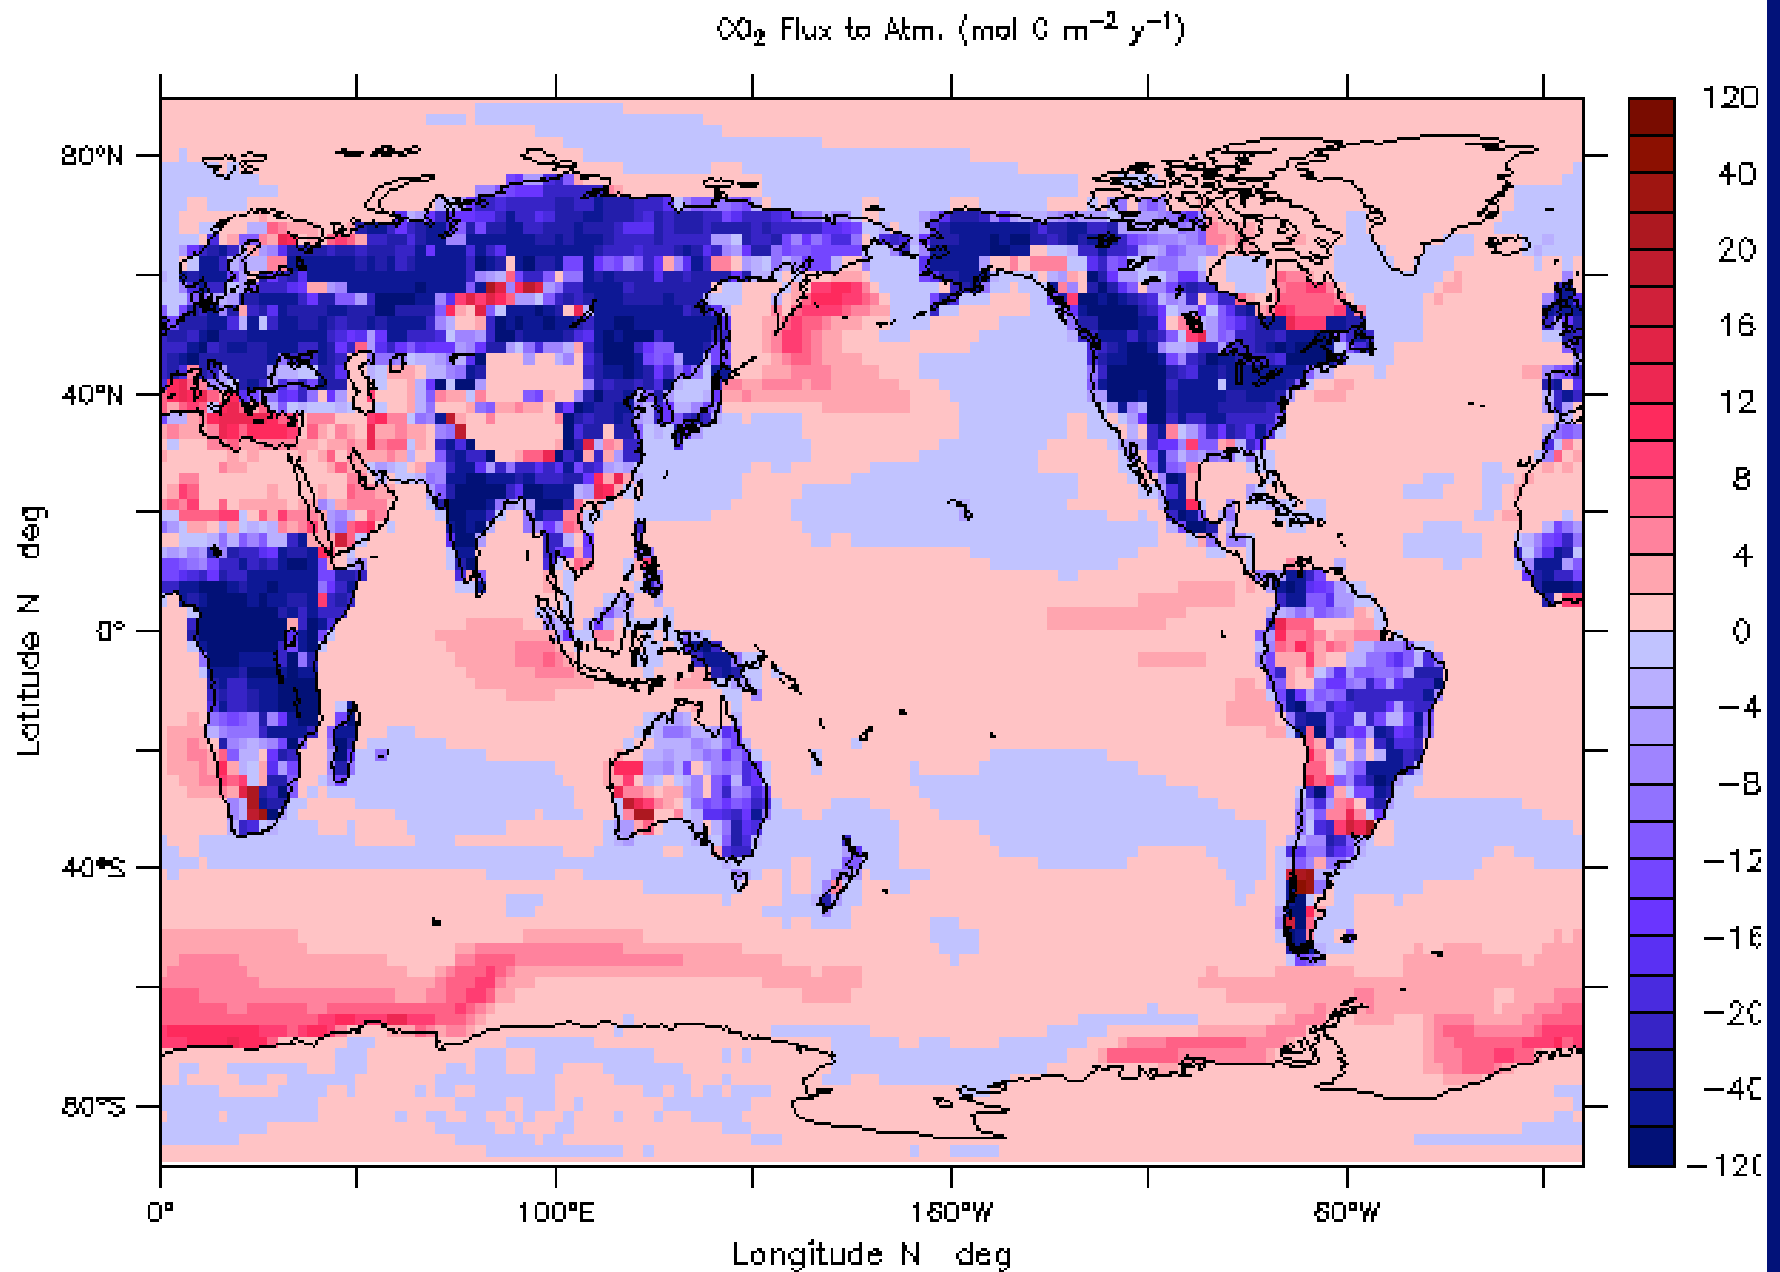 CO₂ Flux to Atm. (mol C m⁻² y⁻¹)
120
40
20
16
12
8
4
0
−4
−8
−12
−16
−20
−40
−120
80°N
40°N
0°
40°S
80°S
Latitude N deg
0°
100°E
160°W
60°W
Longitude N deg